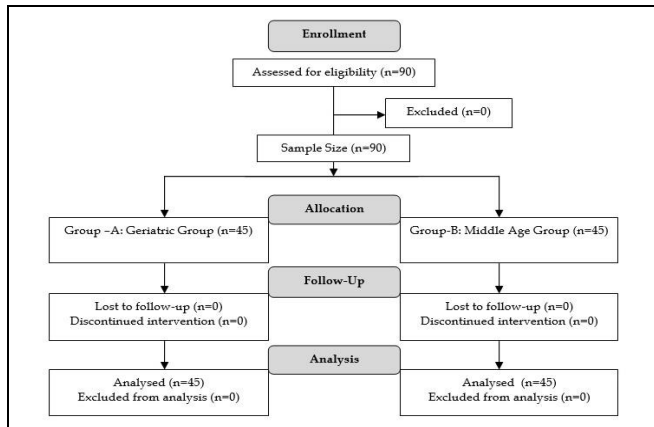 Enrollment
Assessed for eligibility (n=90)
Excluded (n=0)
Sample Size (n=90)
Allocation
Group –A: Geriatric Group (n=45)
Group-B: Middle Age Group (n=45)
Follow-Up
Lost to follow-up (n=0)
Discontinued intervention (n=0)
Lost to follow-up (n=0)
Discontinued intervention (n=0)
Analysis
Analysed (n=45)
Excluded from analysis (n=0)
Analysed (n=45)
Excluded from analysis (n=0)